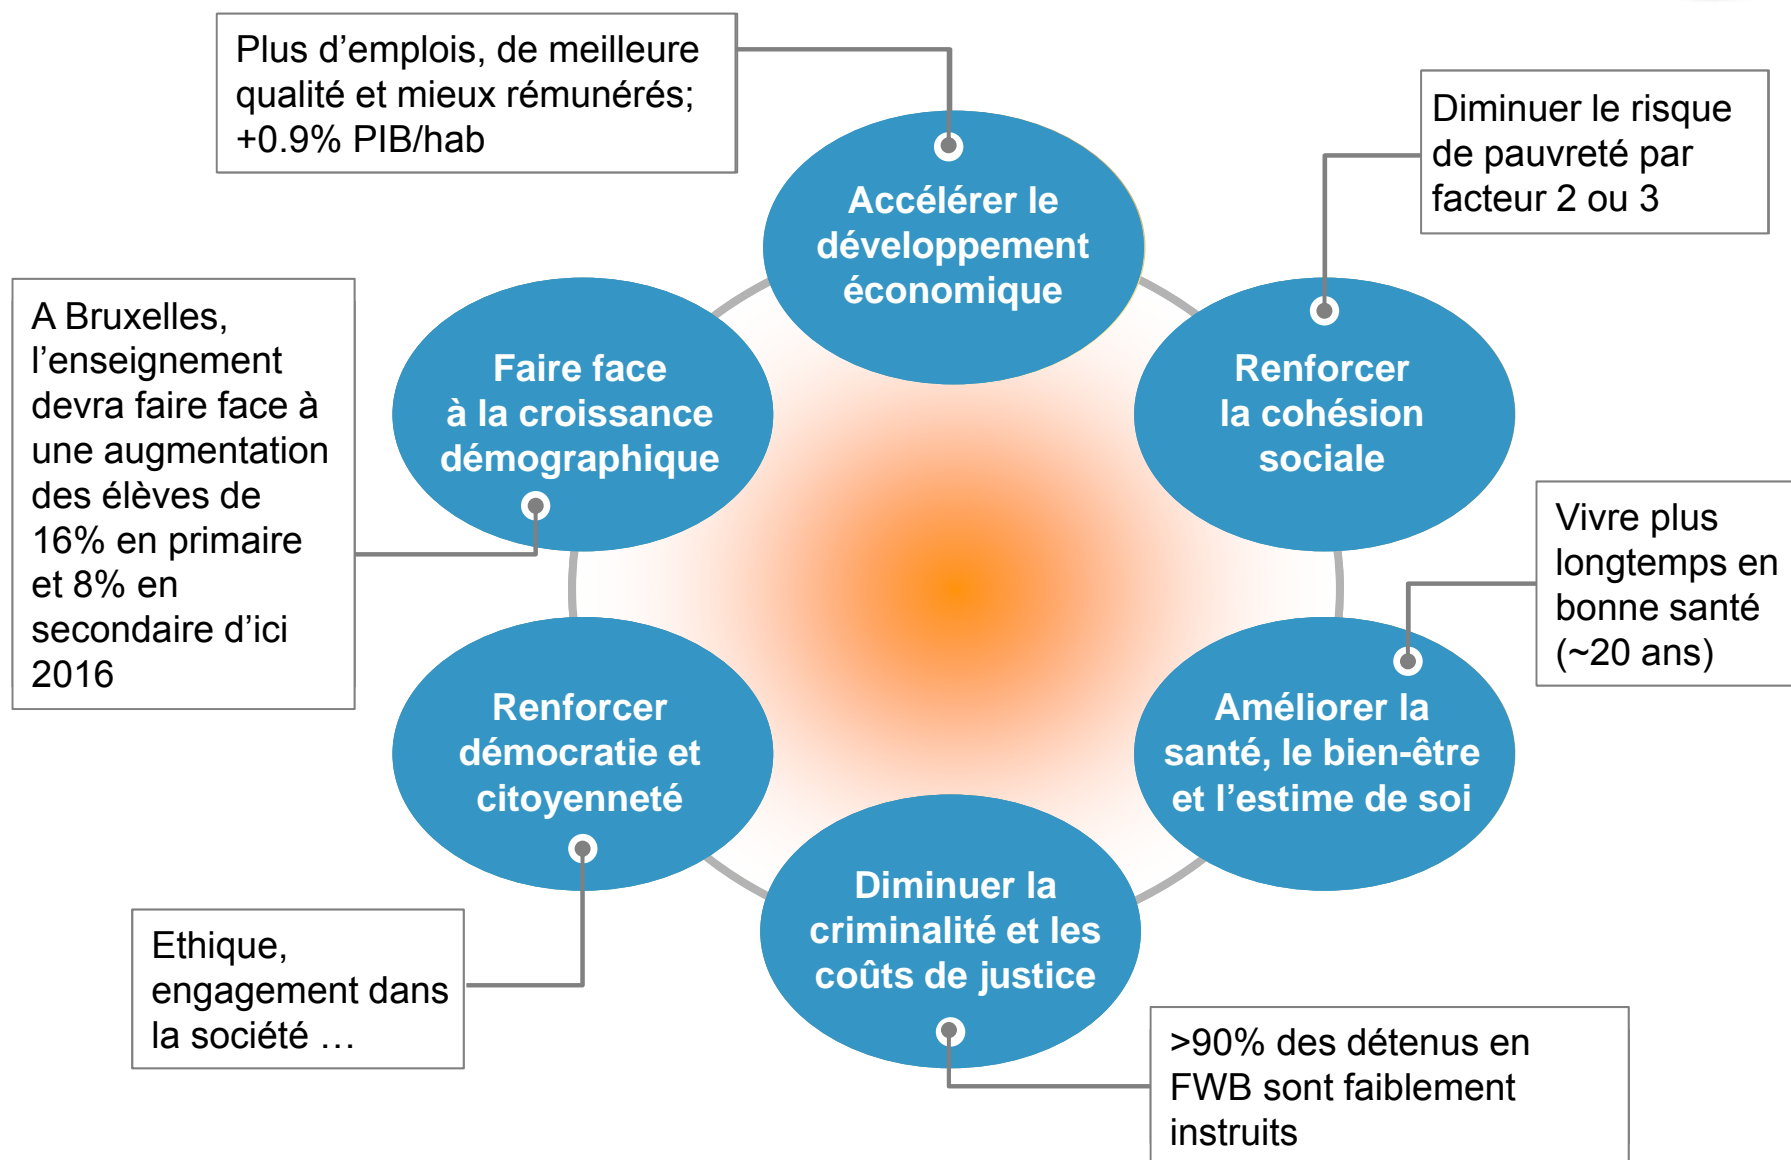 Plus d’emplois, de meilleure
qualité et mieux rémunérés;
+0.9% PIB/hab
Diminuer le risque
de pauvreté par
facteur 2 ou 3
Accélérer le
développement
économique
A Bruxelles,
l’enseignement
devra faire face à
une augmentation
des élèves de
16% en primaire
et 8% en
secondaire d’ici
2016
Faire face
à la croissance
démographique
Renforcer
la cohésion
sociale
Vivre plus
longtemps en
bonne santé
(~20 ans)
Renforcer
démocratie et
citoyenneté
Améliorer la
santé, le bien-être
et l’estime de soi
Diminuer la
criminalité et les
coûts de justice
Ethique,
engagement dans
la société …
>90% des détenus en
FWB sont faiblement
instruits